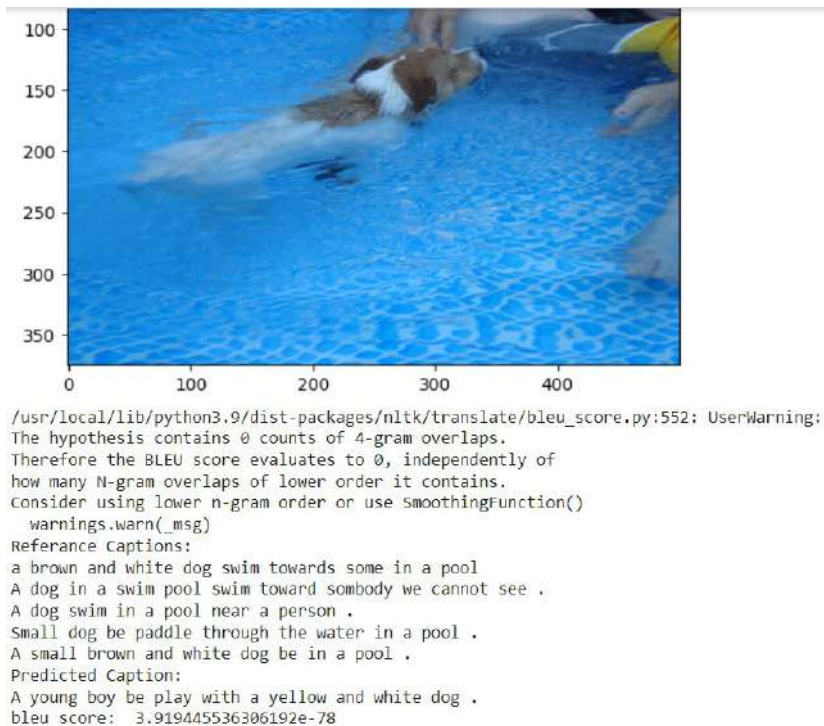 100
150
200
250
300
350
0 100 200 300 400
/usr/local/lib/python3.9/dist-packages/nltk/translate/bleu_score.py:552: UserWarning:
The hypothesis contains 0 counts of 4-gram overlaps.
Therefore the BLEU score evaluates to 0, independently of
how many N-gram overlaps of lower order it contains.
Consider using lower n-gram order or use SmoothingFunction()
warnings.warn(_msg)
Referance Captions:
a brown and white dog swim towards some in a pool
A dog in a swim pool swim toward sombody we cannot see .
A dog swim in a pool near a person .
Small dog be paddle through the water in a pool .
A small brown and white dog be in a pool .
Predicted Caption:
A young boy be play with a yellow and white dog .
bleu score: 3.919445536306192e-78